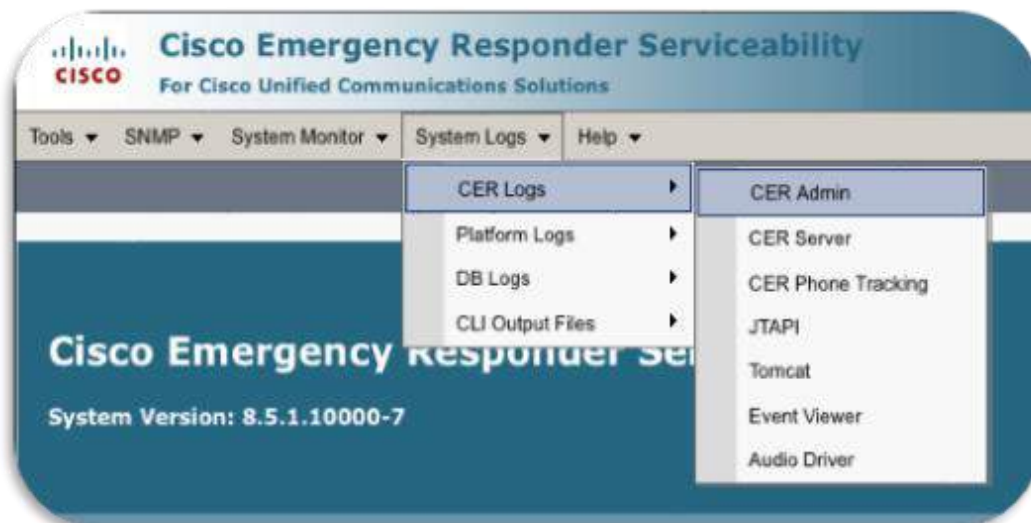 CISCO
Cisco Emergency Responder Serviceability
For Cisco Unified Communications Solutions
Tools SNMP System Monitor System Logs Help
CER Logs
Platform Logs
DB Logs
CLI Output Files
CER Admin
CER Server
CER Phone Tracking
JTAPI
Tomcat
Event Viewer
Audio Driver
Cisco Emergency Responder Se
System Version: 8.5.1.10000-7